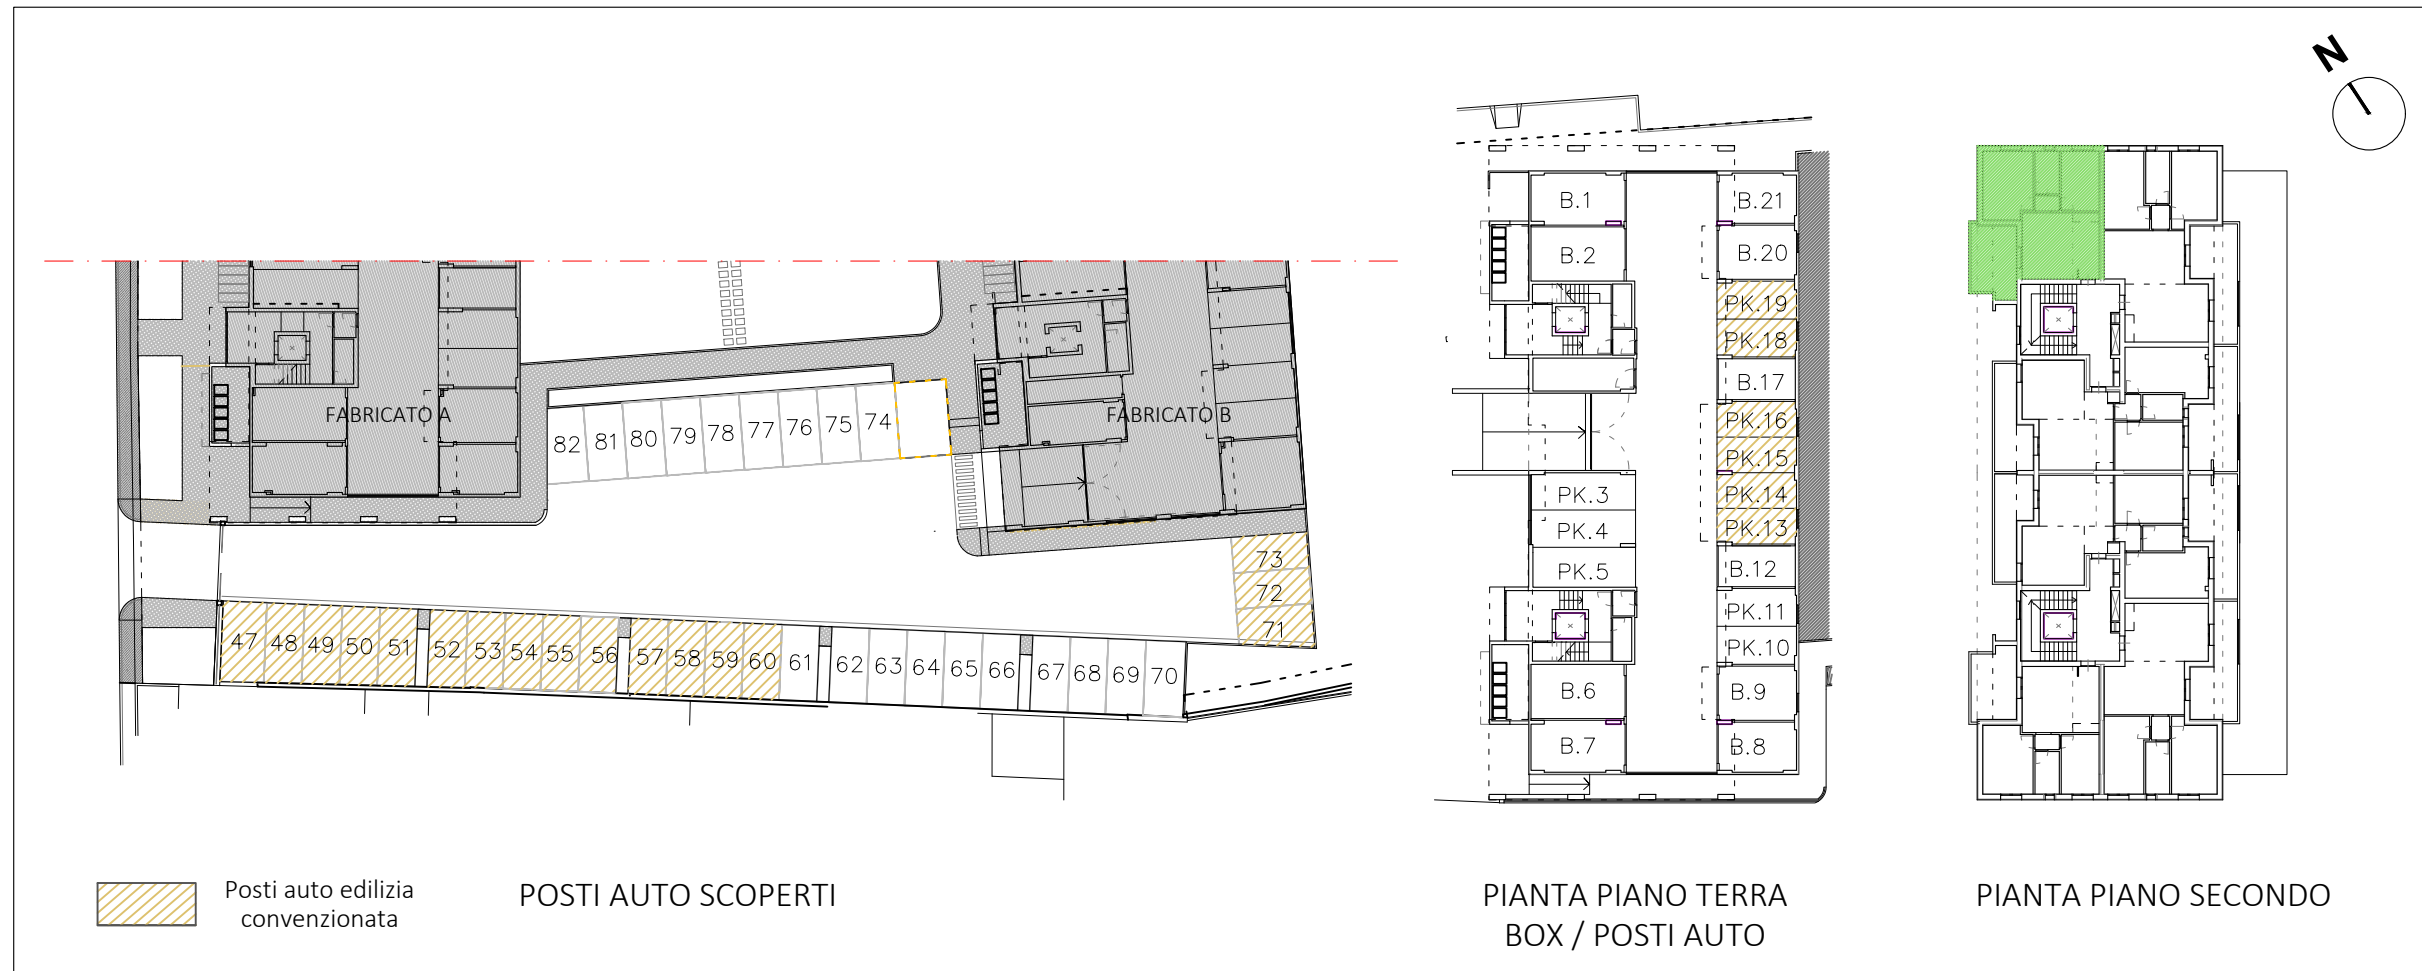 N
FABRICATO A
FABRICATO B
82 81 80 79 78 77 76 75 74
73
72
71
47 48 49 50 51 52 53 54 55 56 57 58 59 60 61 62 63 64 65 66 67 68 69 70
B.1 B.21
B.2 B.20
PK.19
PK.18
B.17
PK.16
PK.15
PK.3 PK.14
PK.4 PK.13
PK.5 B.12
PK.11
PK.10
B.6 B.9
B.7 B.8
Posti auto edilizia
convenzionata
POSTI AUTO SCOPERTI
PIANTA PIANO TERRA
BOX / POSTI AUTO
PIANTA PIANO SECONDO